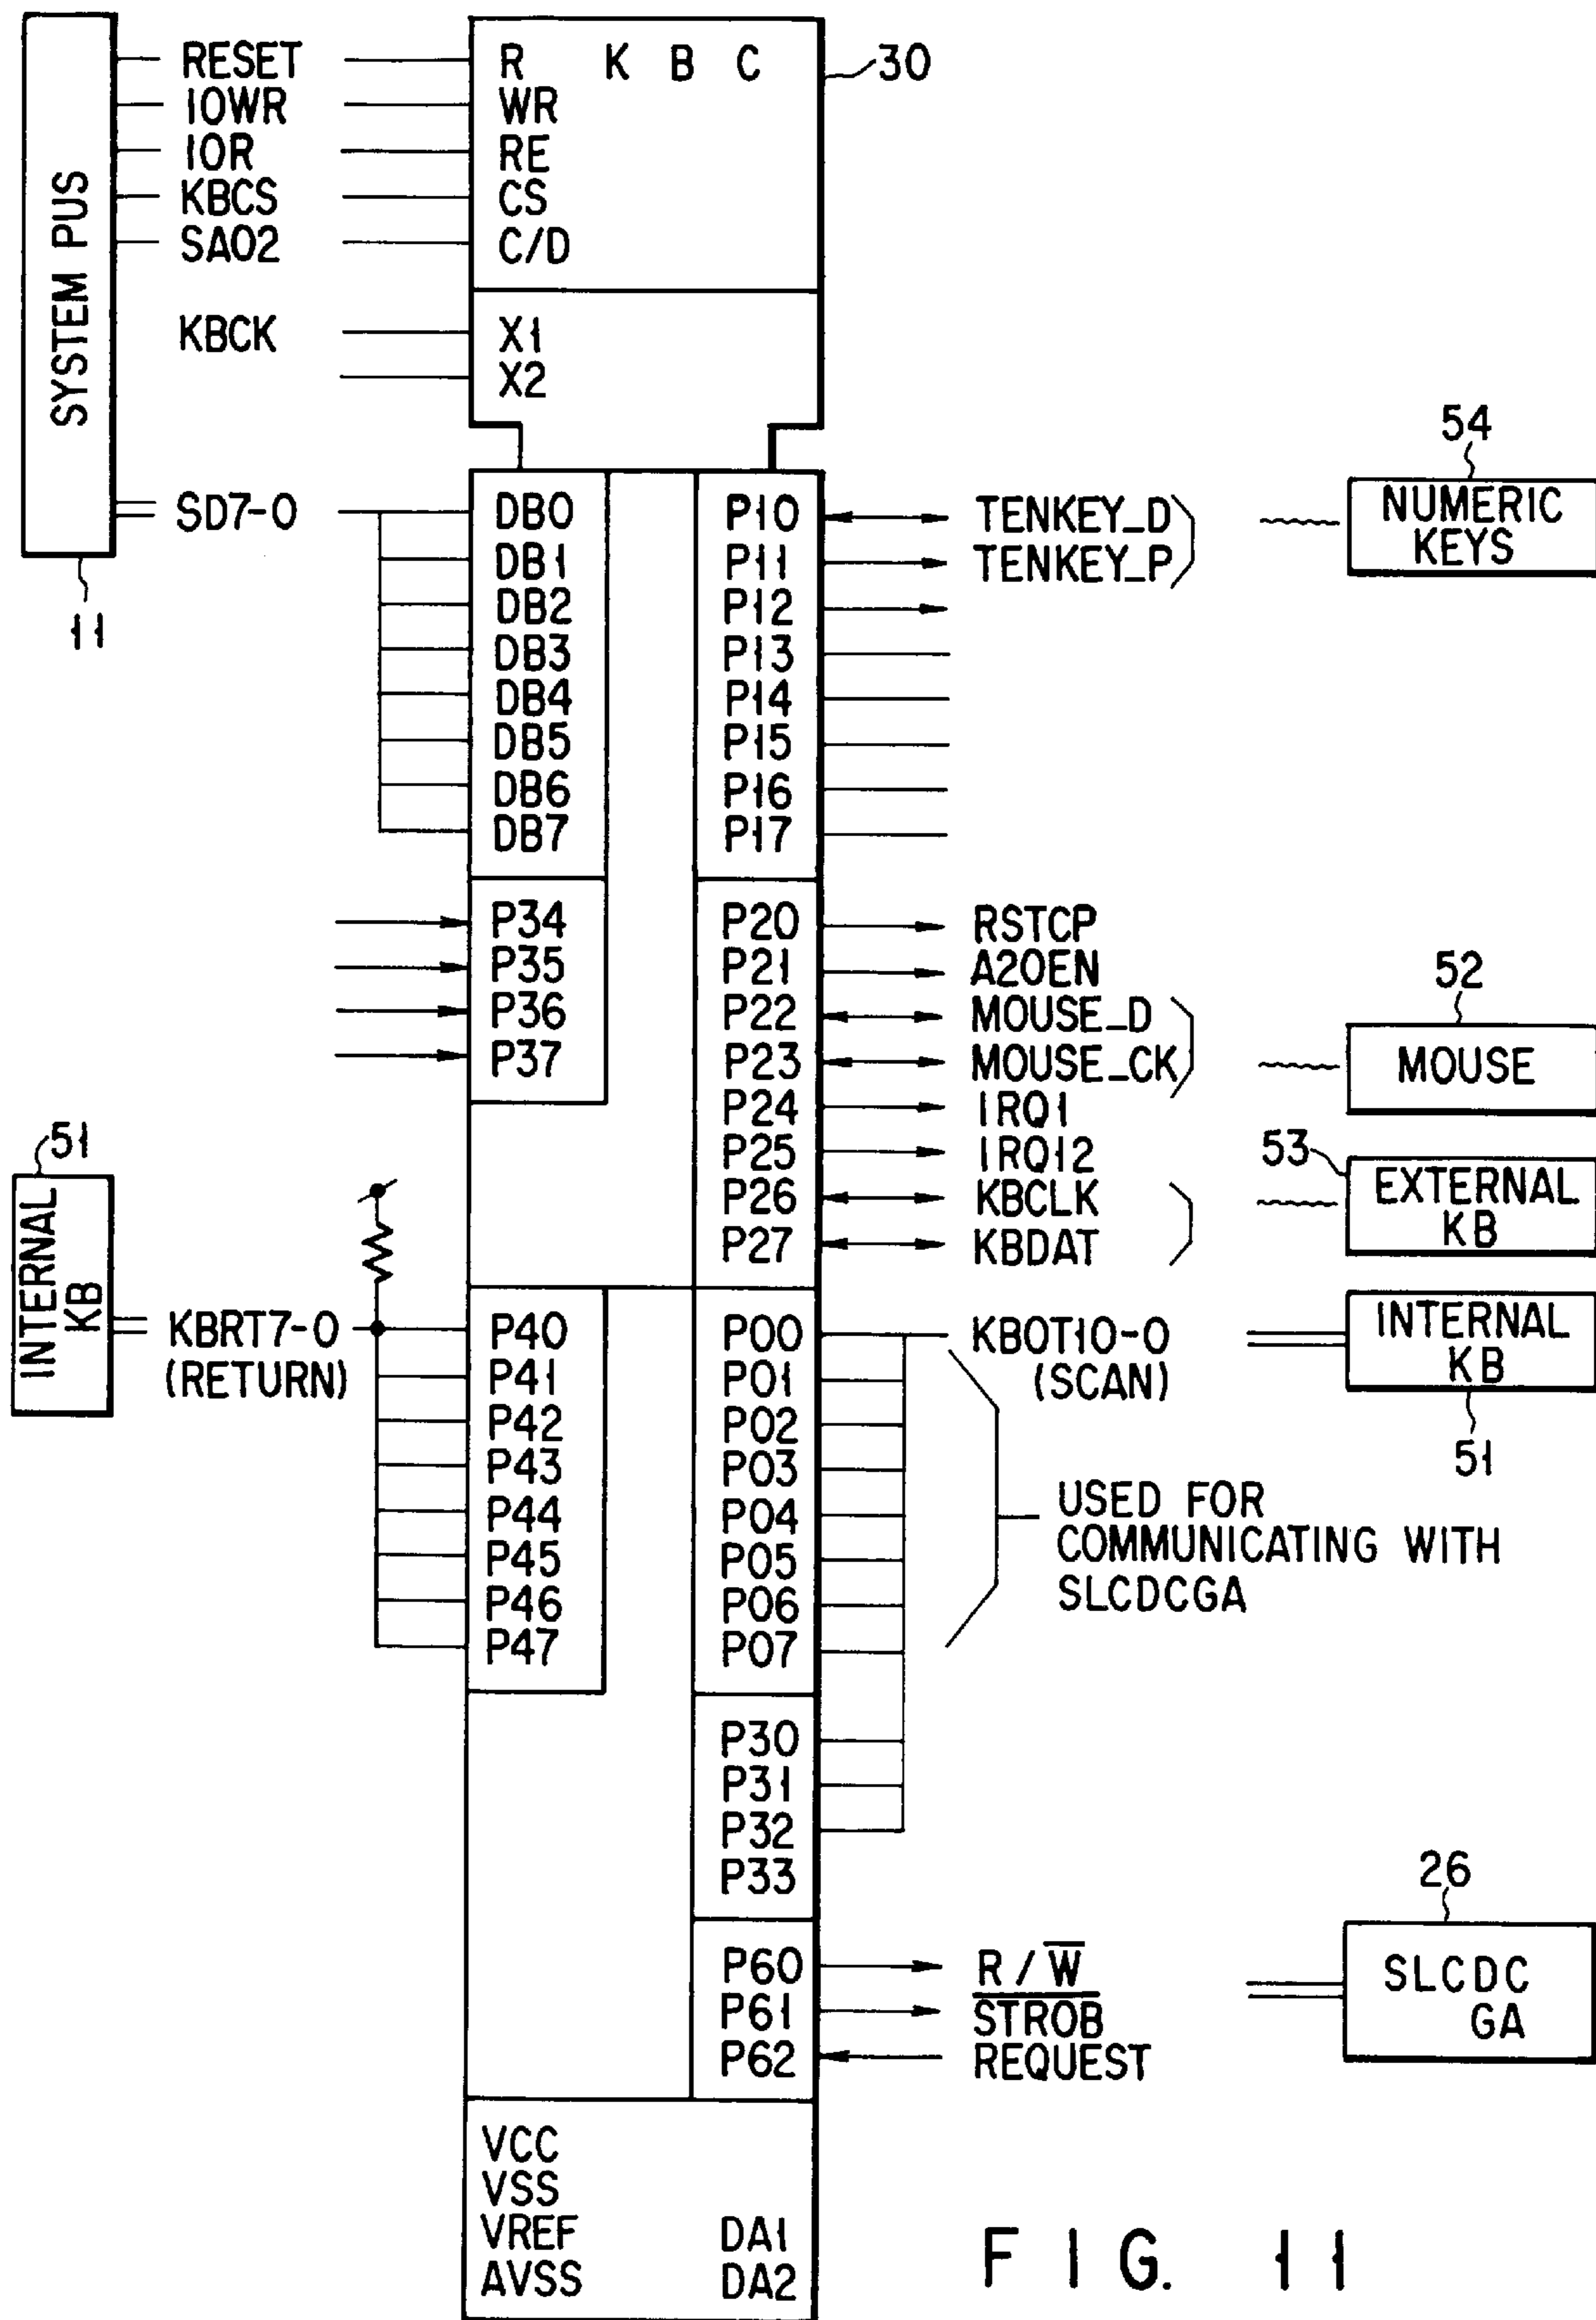 SYSTEM PUS
11
RESET
IOWR
IOR
KBCS
SA02
KBCK
SD7-0
R K B C
WR
RE
CS
C/D
X1
X2
30
DB0
DB1
DB2
DB3
DB4
DB5
DB6
DB7
P10
P11
P12
P13
P14
P15
P16
P17
TENKEY_D
TENKEY_P
54
NUMERIC
KEYS
P34
P35
P36
P37
P20
P21
P22
P23
P24
P25
P26
P27
RSTCP
A20EN
MOUSE_D
MOUSE_CK
IRQ1
IRQ12
KBCLK
KBDAT
52
MOUSE
53
EXTERNAL
KB
51
INTERNAL
KB
KBRT7-0
(RETURN)
P40
P41
P42
P43
P44
P45
P46
P47
P00
P01
P02
P03
P04
P05
P06
P07
KBOT10-0
(SCAN)
INTERNAL
KB
51
USED FOR
COMMUNICATING WITH
SLCDCGA
P30
P31
P32
P33
P60
P61
P62
R/W̅
S̅T̅R̅O̅B̅
REQUEST
26
SLCDC
GA
VCC
VSS
VREF
AVSS
DA1
DA2
FIG. 11